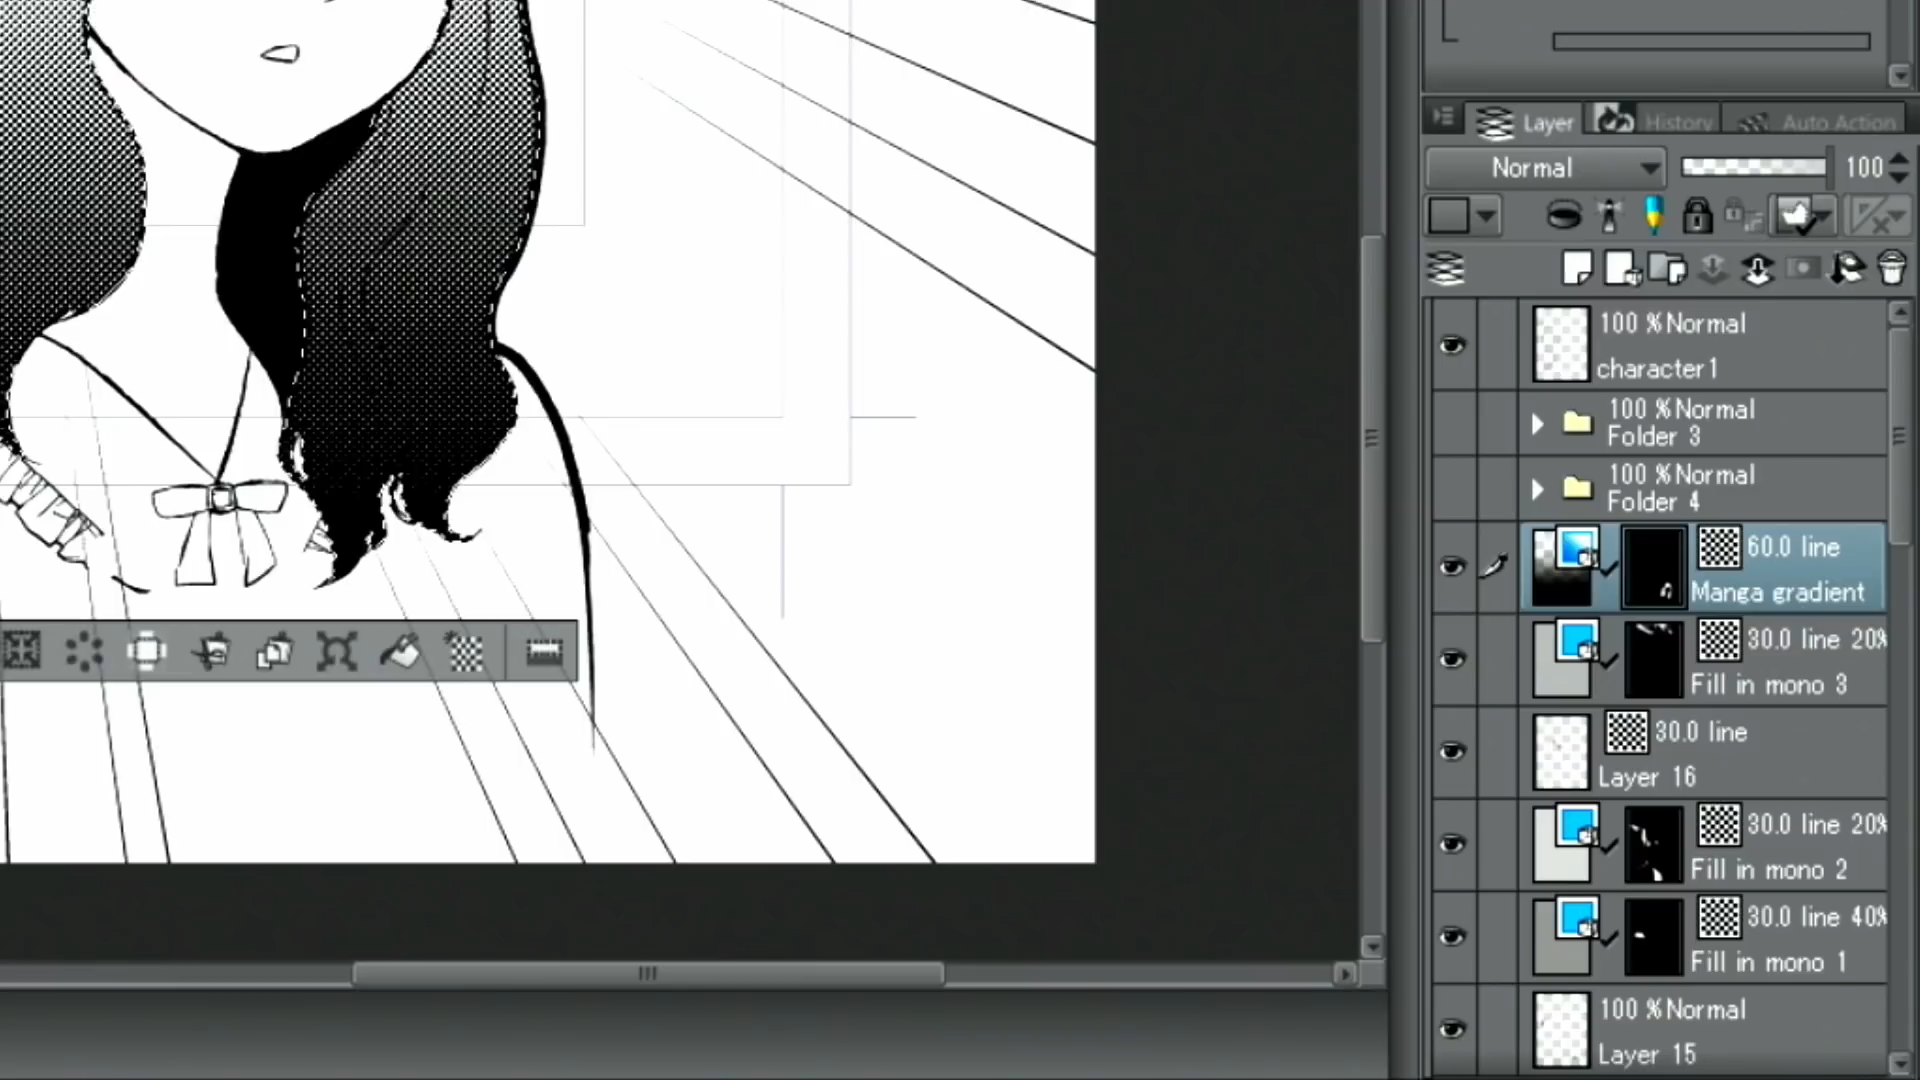 Layer
History
Auto Action
Normal
100
100 %Normal
character1
100 %Normal
Folder 3
100 %Normal
Folder 4
60.0 line
Manga gradient
30.0 line 20%
Fill in mono 3
30.0 line
Layer 16
30.0 line 20%
Fill in mono 2
30.0 line 40%
Fill in mono 1
100 %Normal
Layer 15